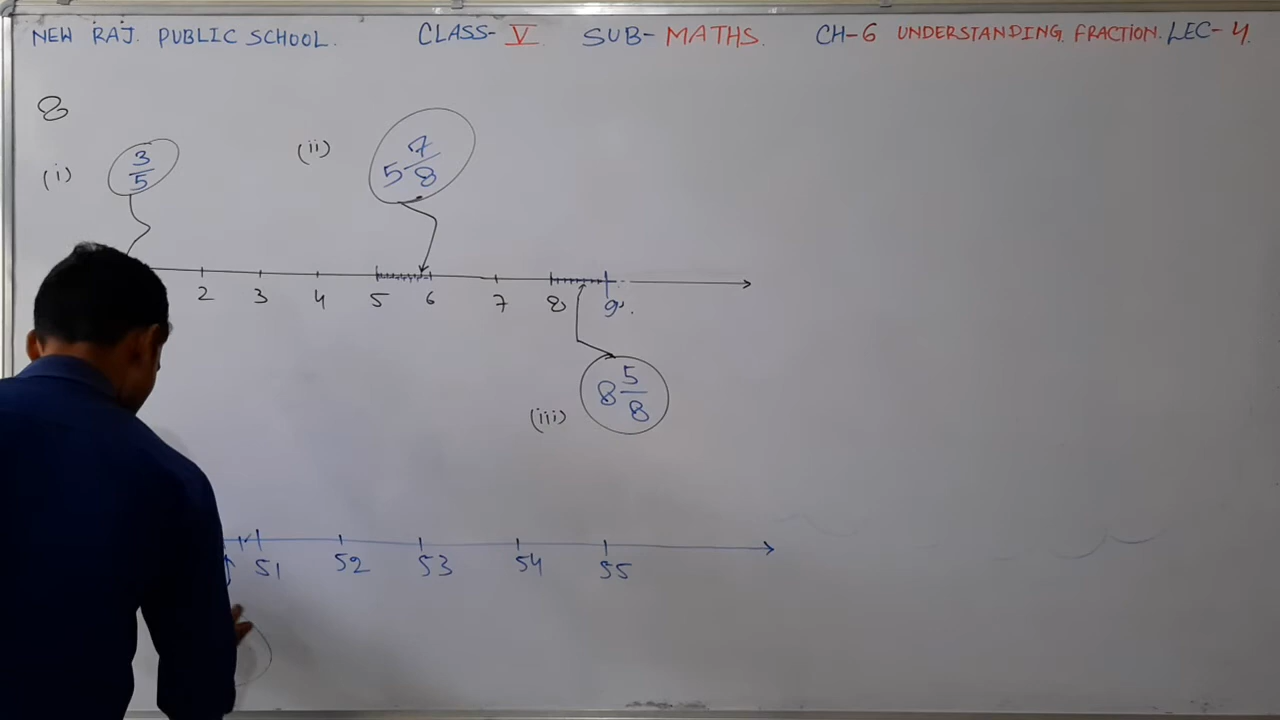 NEW RAJ. PUBLIC SCHOOL. CLASS- V SUB- MATHS. CH-6 UNDERSTANDING FRACTION. LEC- 4.
8
(i) 3/5 (ii) 5 7/8
2 3 4 5 6 7 8 9
(iii) 8 5/8
51 52 53 54 55